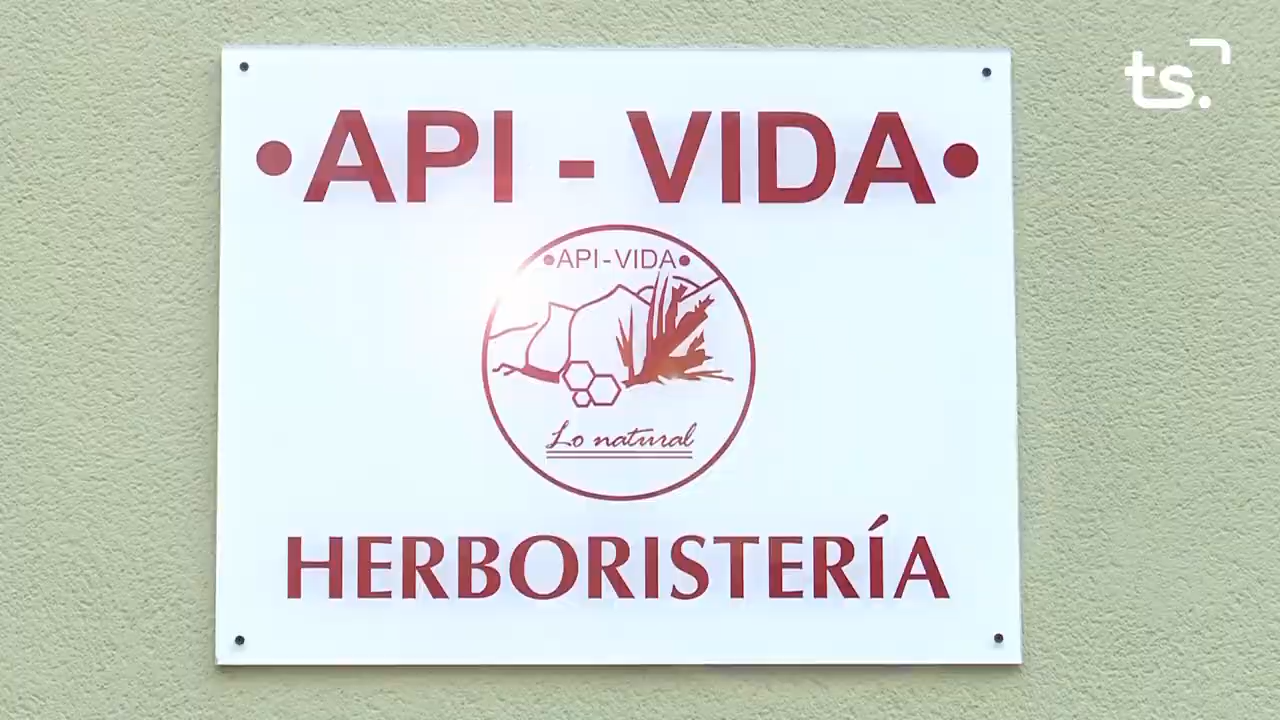 •API - VIDA•
ts.
•API-VIDA•
Lo natural
HERBORISTERÍA